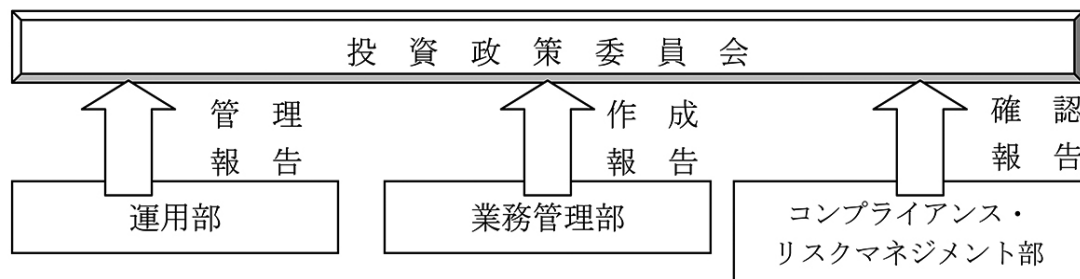 投資政策委員会
管理
報告
作成
報告
確認
報告
運用部
業務管理部
コンプライアンス・
リスクマネジメント部